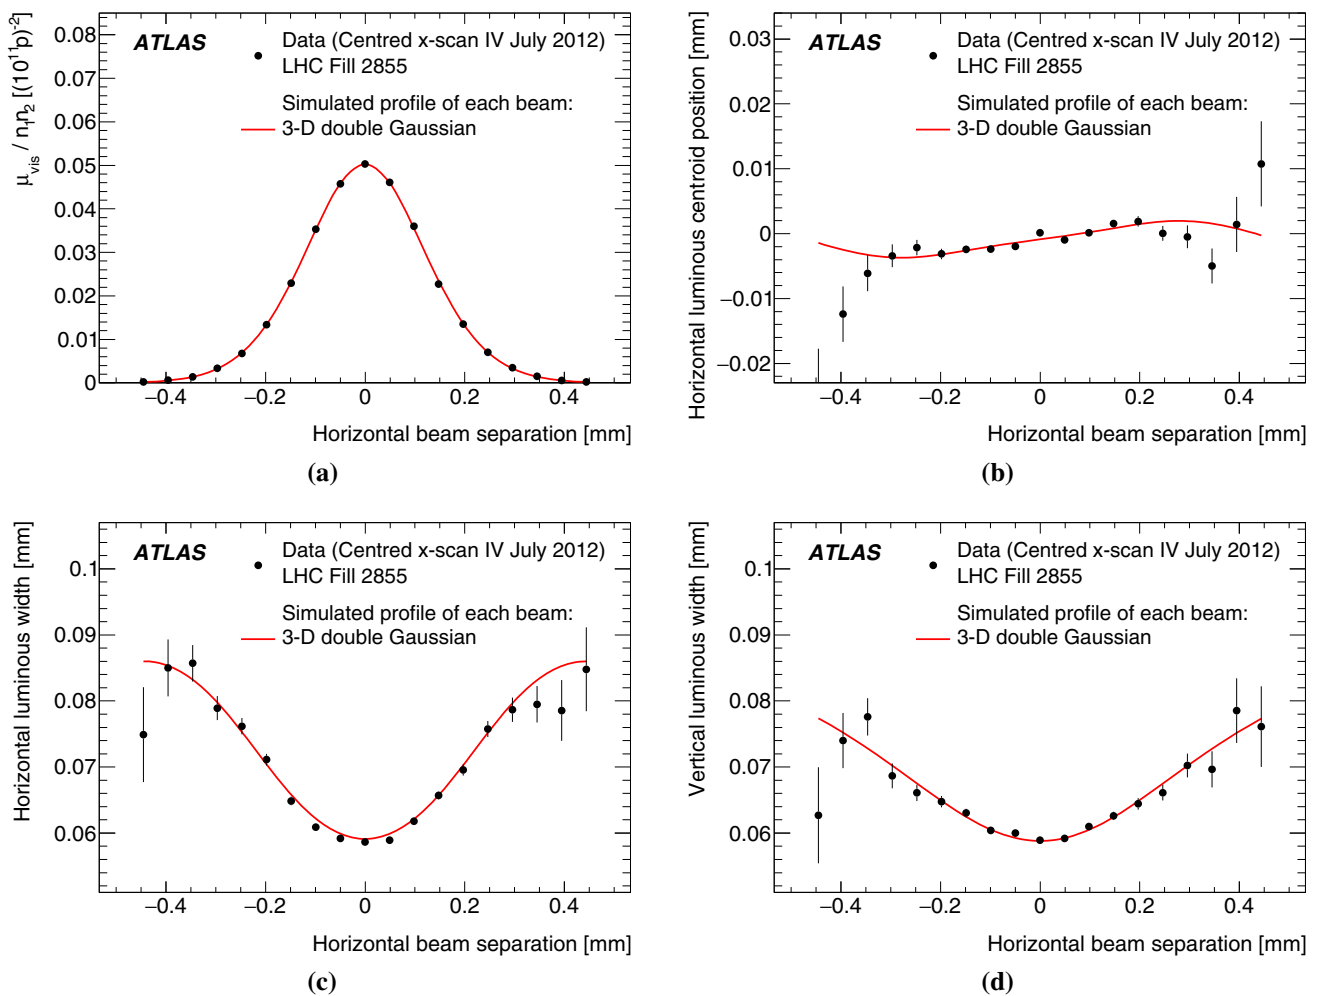 μvis / n1n2 [(10^11p)^-2]
0.08
0.07
0.06
0.05
0.04
0.03
0.02
0.01
0
ATLAS
Data (Centred x-scan IV July 2012)
LHC Fill 2855
Simulated profile of each beam:
3-D double Gaussian
−0.4 −0.2 0 0.2 0.4
Horizontal beam separation [mm]
(a)
Horizontal luminous centroid position [mm]
0.03
0.02
0.01
0
−0.01
−0.02
ATLAS
Data (Centred x-scan IV July 2012)
LHC Fill 2855
Simulated profile of each beam:
3-D double Gaussian
−0.4 −0.2 0 0.2 0.4
Horizontal beam separation [mm]
(b)
Horizontal luminous width [mm]
0.1
0.09
0.08
0.07
0.06
ATLAS
Data (Centred x-scan IV July 2012)
LHC Fill 2855
Simulated profile of each beam:
3-D double Gaussian
−0.4 −0.2 0 0.2 0.4
Horizontal beam separation [mm]
(c)
Vertical luminous width [mm]
0.1
0.09
0.08
0.07
0.06
ATLAS
Data (Centred x-scan IV July 2012)
LHC Fill 2855
Simulated profile of each beam:
3-D double Gaussian
−0.4 −0.2 0 0.2 0.4
Horizontal beam separation [mm]
(d)